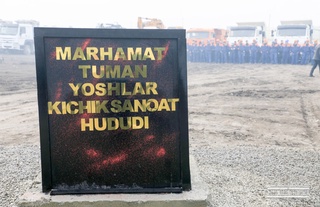 MARHAMAT
TUMAN
YOSHLAR
KICHIK SANOAT
HUDUDI